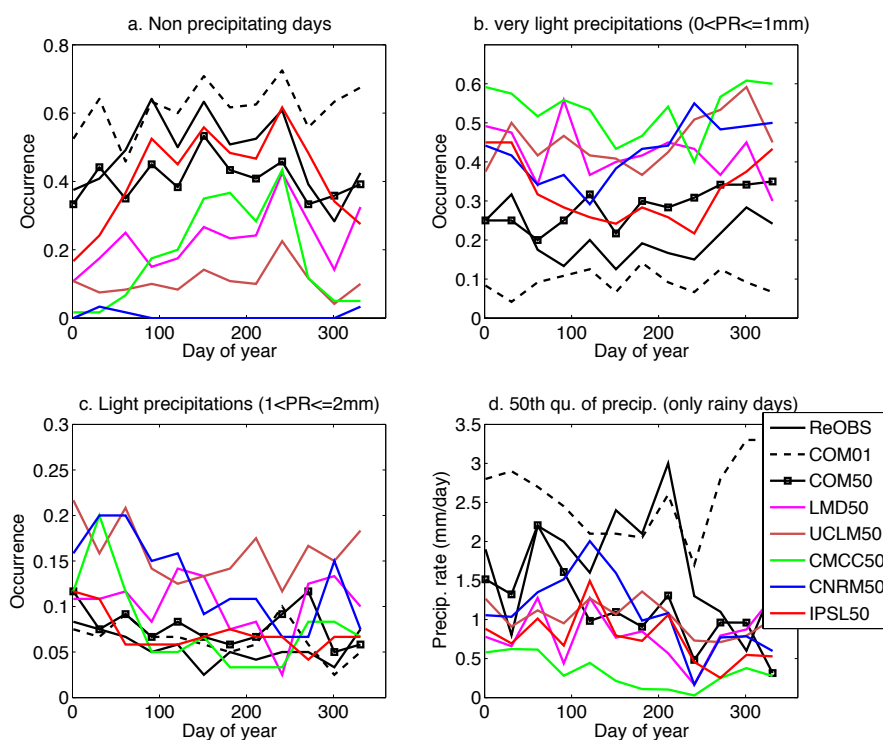 a. Non precipitating days
b. very light precipitations (0<PR<=1mm)
0.8
0.6
0.4
0.2
0
Occurrence
0 100 200 300
Day of year
0.6
0.5
0.4
0.3
0.2
0.1
0
Occurrence
0 100 200 300
Day of year
c. Light precipitations (1<PR<=2mm)
d. 50th qu. of precip. (only rainy days)
0.3
0.25
0.2
0.15
0.1
0.05
0
Occurrence
0 100 200 300
Day of year
3.5
3
2.5
2
1.5
1
0.5
0
Precip. rate (mm/day)
0 100 200 300
Day of year
ReOBS
COM01
COM50
LMD50
UCLM50
CMCC50
CNRM50
IPSL50